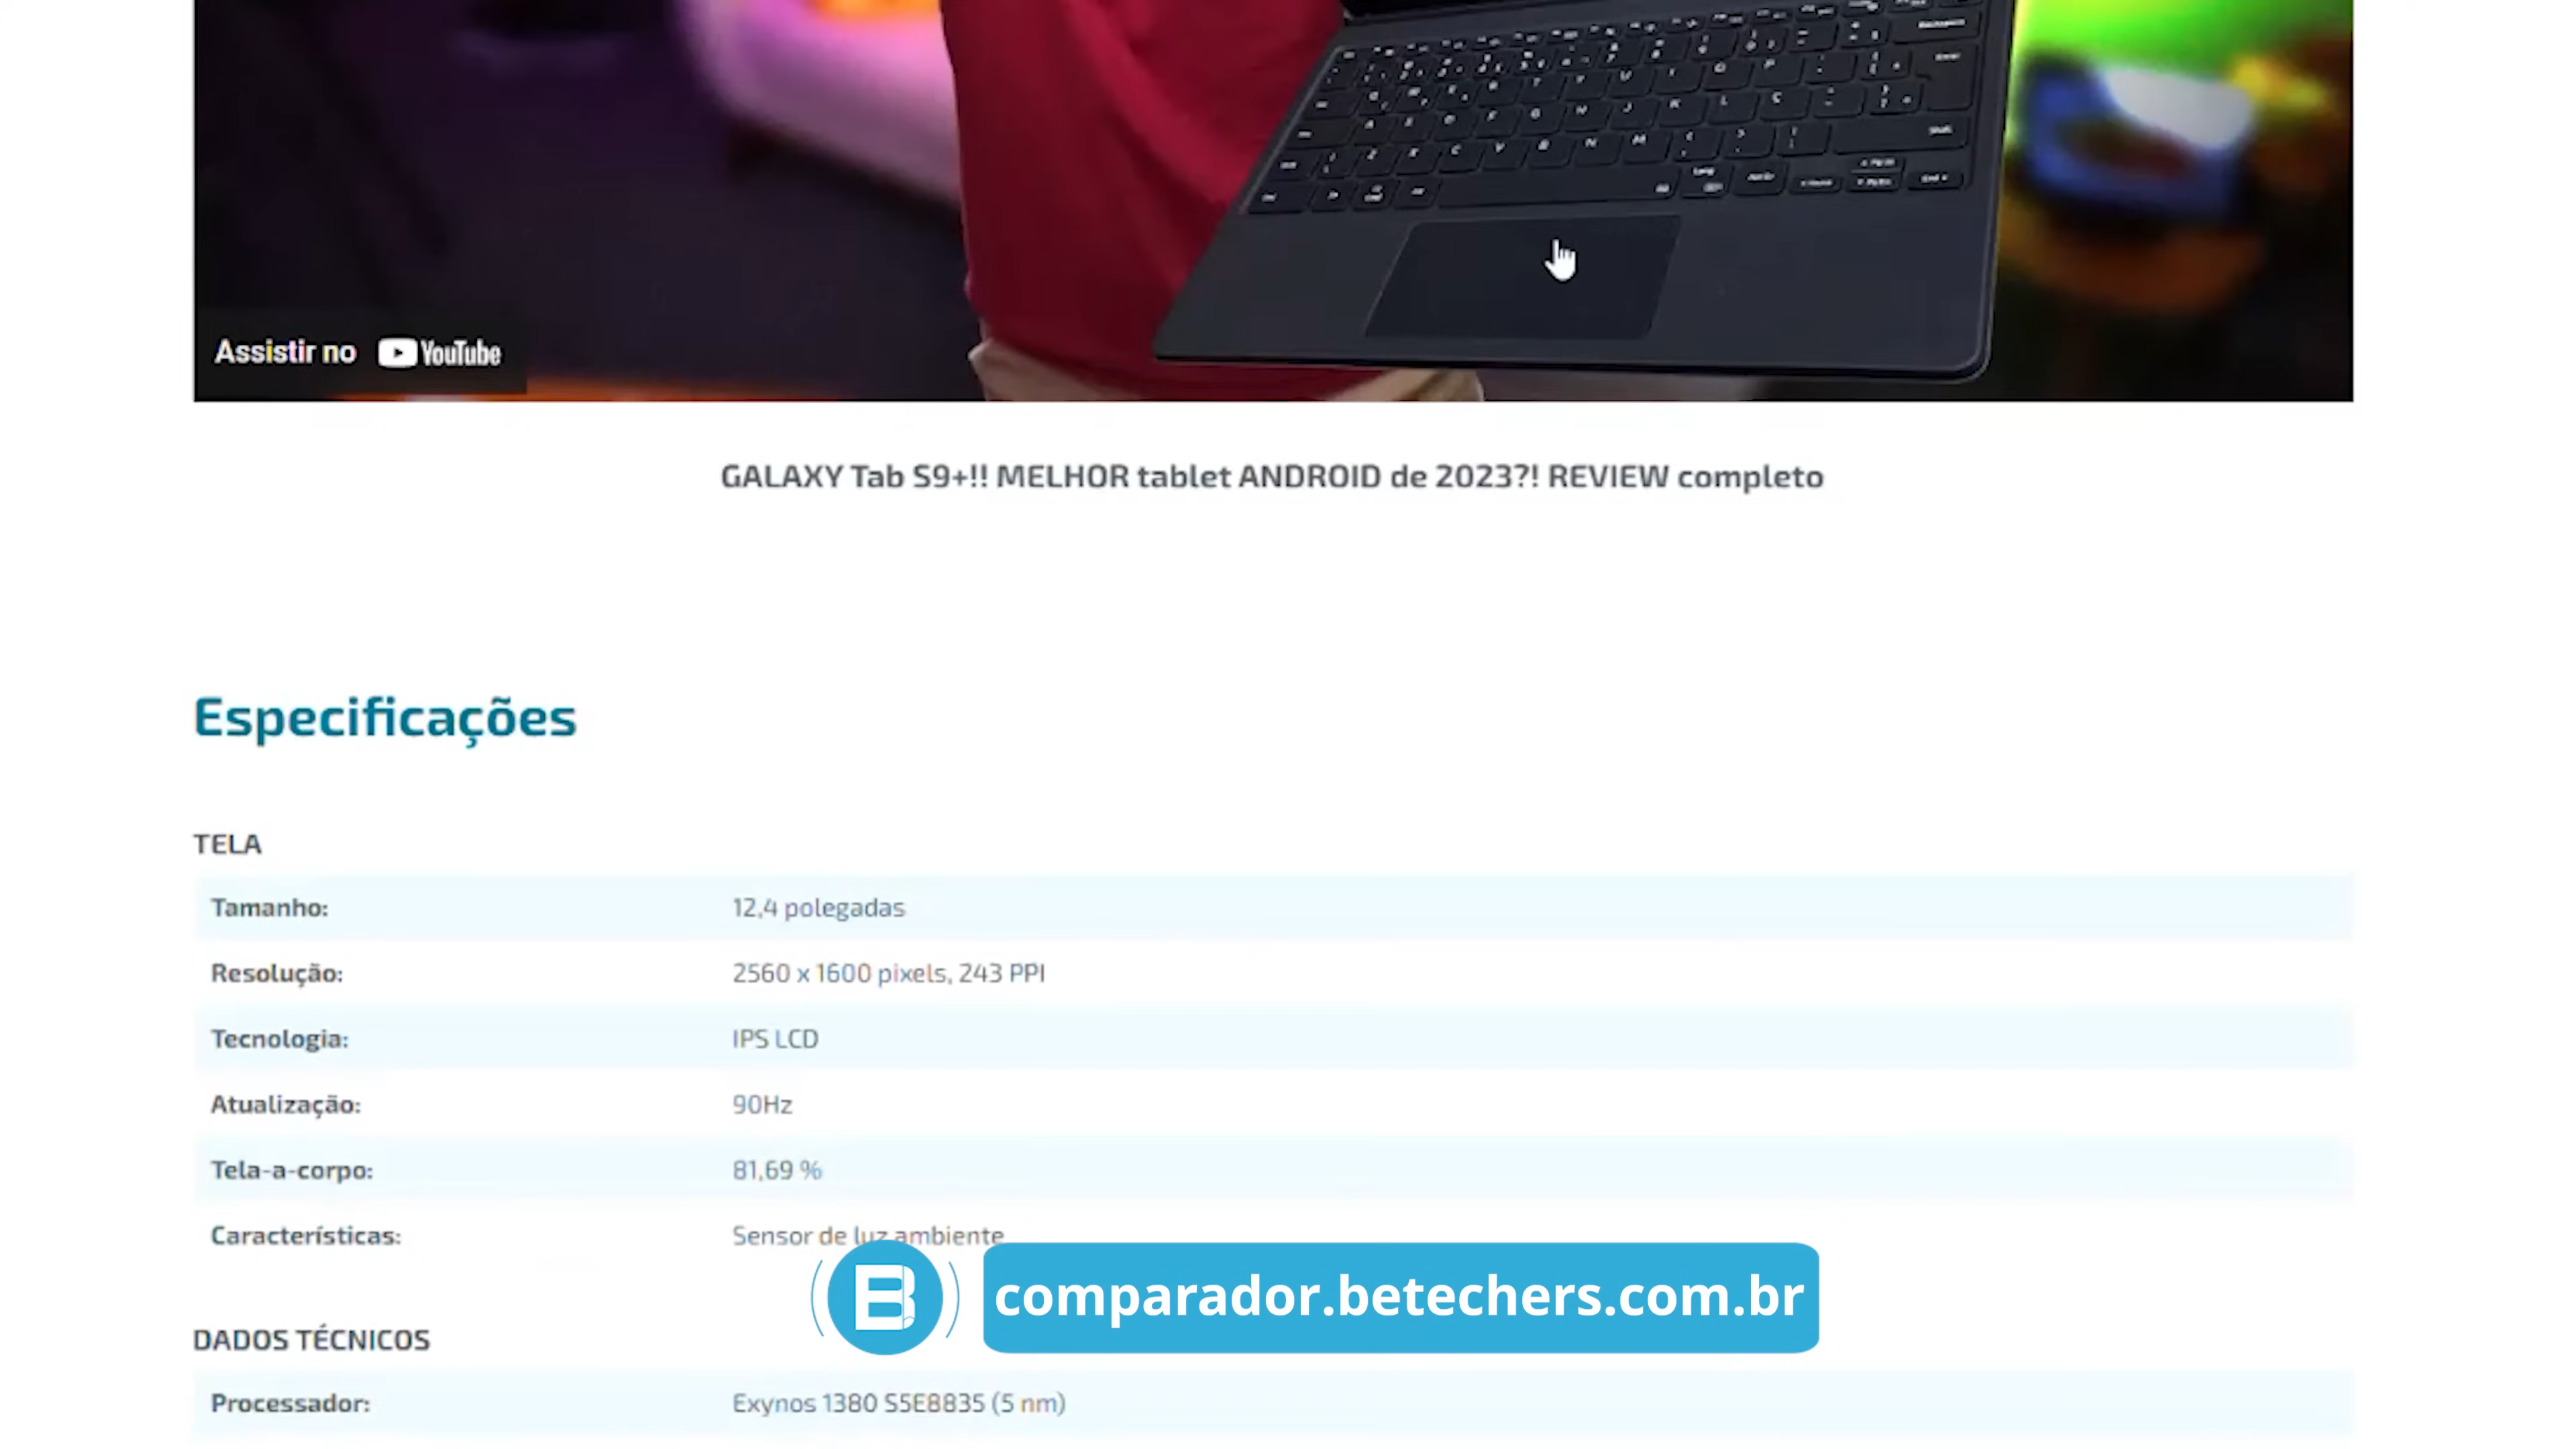 Assistir no YouTube
GALAXY Tab S9+!! MELHOR tablet ANDROID de 2023?! REVIEW completo
Especificações
TELA
Tamanho: 12,4 polegadas
Resolução: 2560 x 1600 pixels, 243 PPI
Tecnologia: IPS LCD
Atualização: 90Hz
Tela-a-corpo: 81,69 %
Características: Sensor de luz ambiente
B comparador.betechers.com.br
DADOS TÉCNICOS
Processador: Exynos 1380 S5E8835 (5 nm)